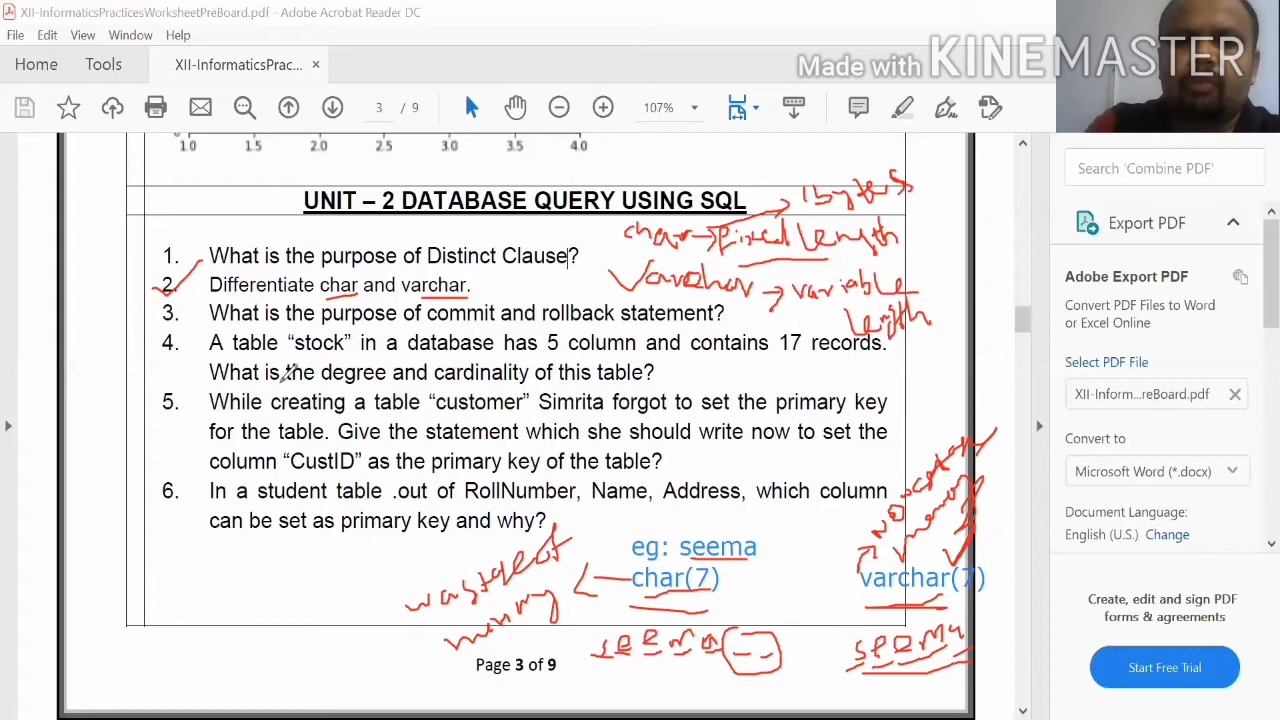 XII-InformaticsPracticesWorksheetPreBoard.pdf - Adobe Acrobat Reader DC
File Edit View Window Help
Made with KINEMASTER
Home Tools XII-InformaticsPrac... ×
3 / 9 107%
1.0 1.5 2.0 2.5 3.0 3.5 4.0
UNIT – 2 DATABASE QUERY USING SQL
1. What is the purpose of Distinct Clause?
2. Differentiate char and varchar.
3. What is the purpose of commit and rollback statement?
4. A table “stock” in a database has 5 column and contains 17 records.
What is the degree and cardinality of this table?
5. While creating a table “customer” Simrita forgot to set the primary key
for the table. Give the statement which she should write now to set the
column “CustID” as the primary key of the table?
6. In a student table .out of RollNumber, Name, Address, which column
can be set as primary key and why?
bytes
char → Fixed Length
Varchar → variable
length
eg: seema
char(7) varchar(7)
wastage of
memory
No
memory
seema
seema
Page 3 of 9
Search 'Combine PDF'
Export PDF
Adobe Export PDF
Convert PDF Files to Word
or Excel Online
Select PDF File
XII-Inform...reBoard.pdf
Convert to
Microsoft Word (*.docx)
Document Language:
English (U.S.) Change
Create, edit and sign PDF
forms & agreements
Start Free Trial